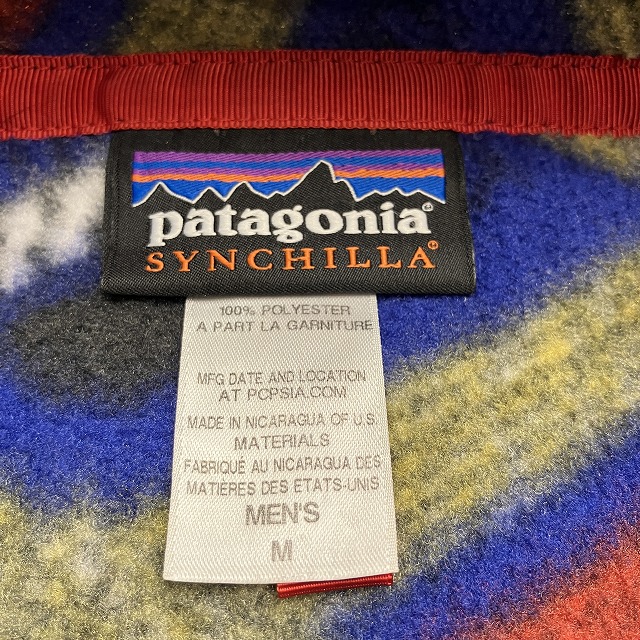 patagonia®
SYNCHILLA®
100% POLYESTER
A PART LA GARNITURE
MFG DATE AND LOCATION
AT PCPSIA.COM
MADE IN NICARAGUA OF U.S.
MATERIALS
FABRIQUÉ AU NICARAGUA DES
MATIÈRES DES ÉTATS-UNIS
MEN'S
M